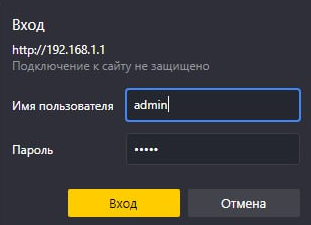 Вход
http://192.168.1.1
Подключение к сайту не защищено
Имя пользователя admin
Пароль •••••
Вход Отмена